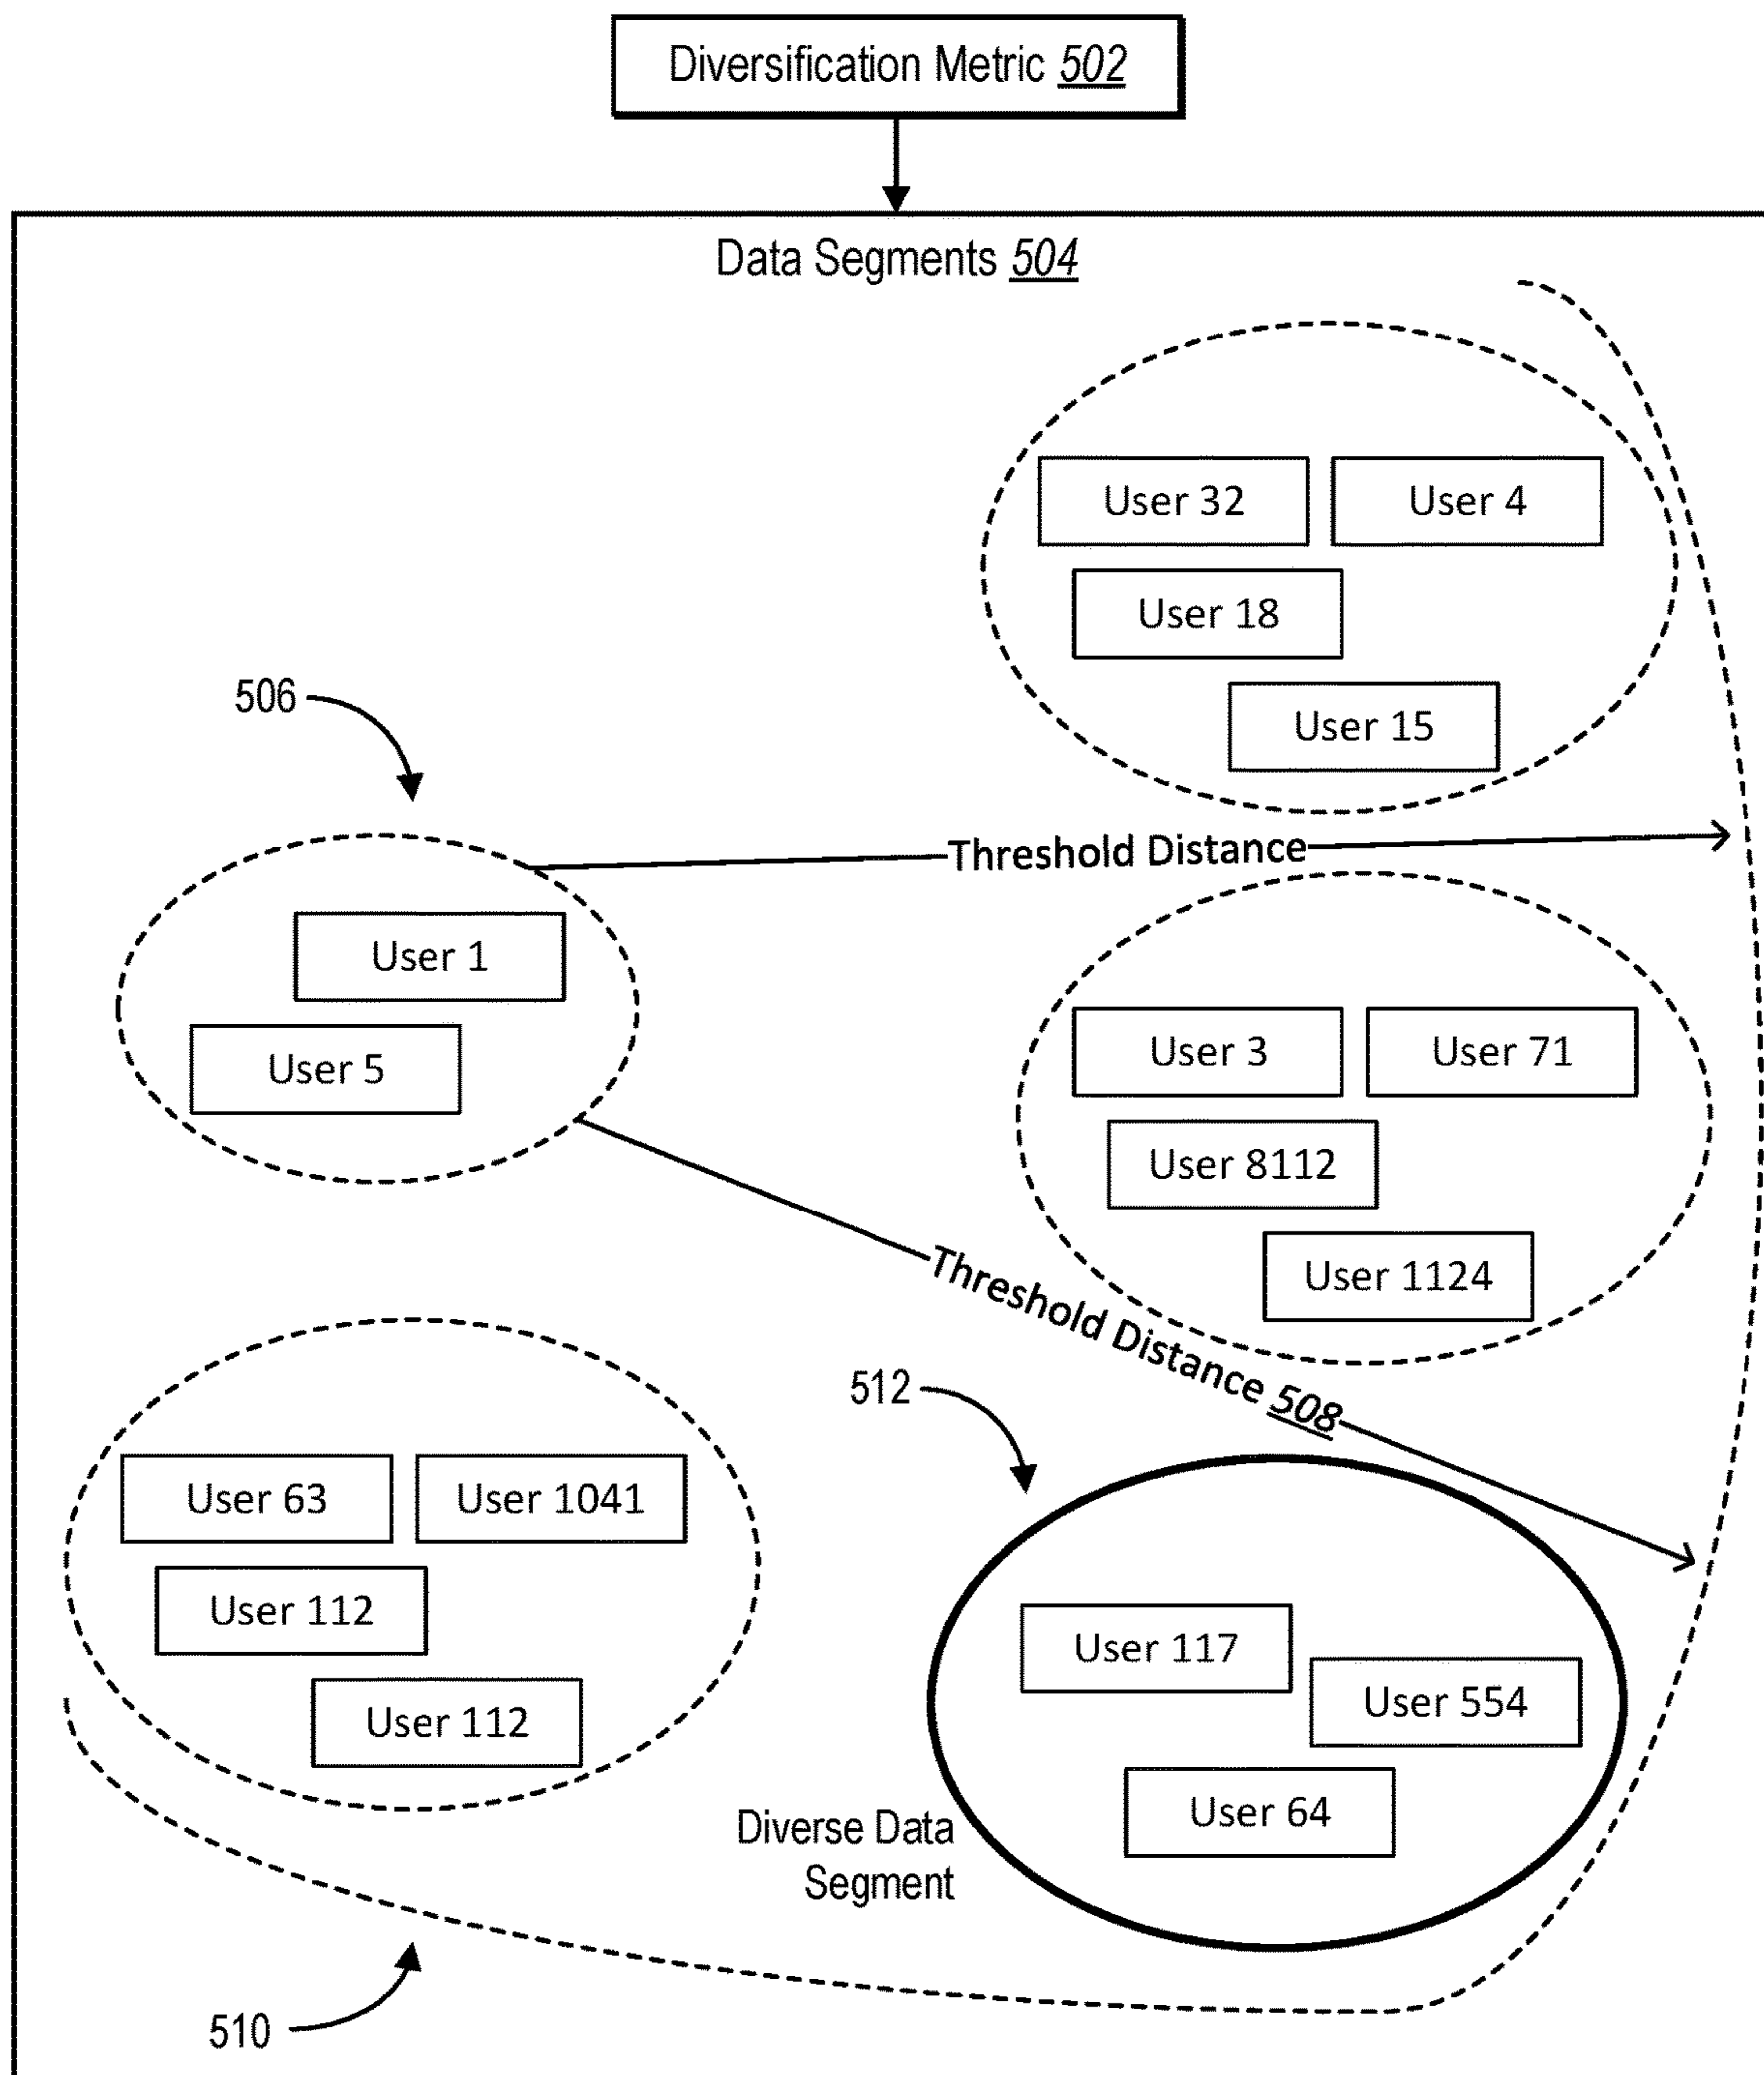 Diversification Metric 502
Data Segments 504
User 32
User 4
User 18
User 15
506
Threshold Distance
User 1
User 5
User 3
User 71
User 8112
User 1124
Threshold Distance 508
512
User 63
User 1041
User 112
User 112
User 117
User 554
User 64
Diverse Data
Segment
510